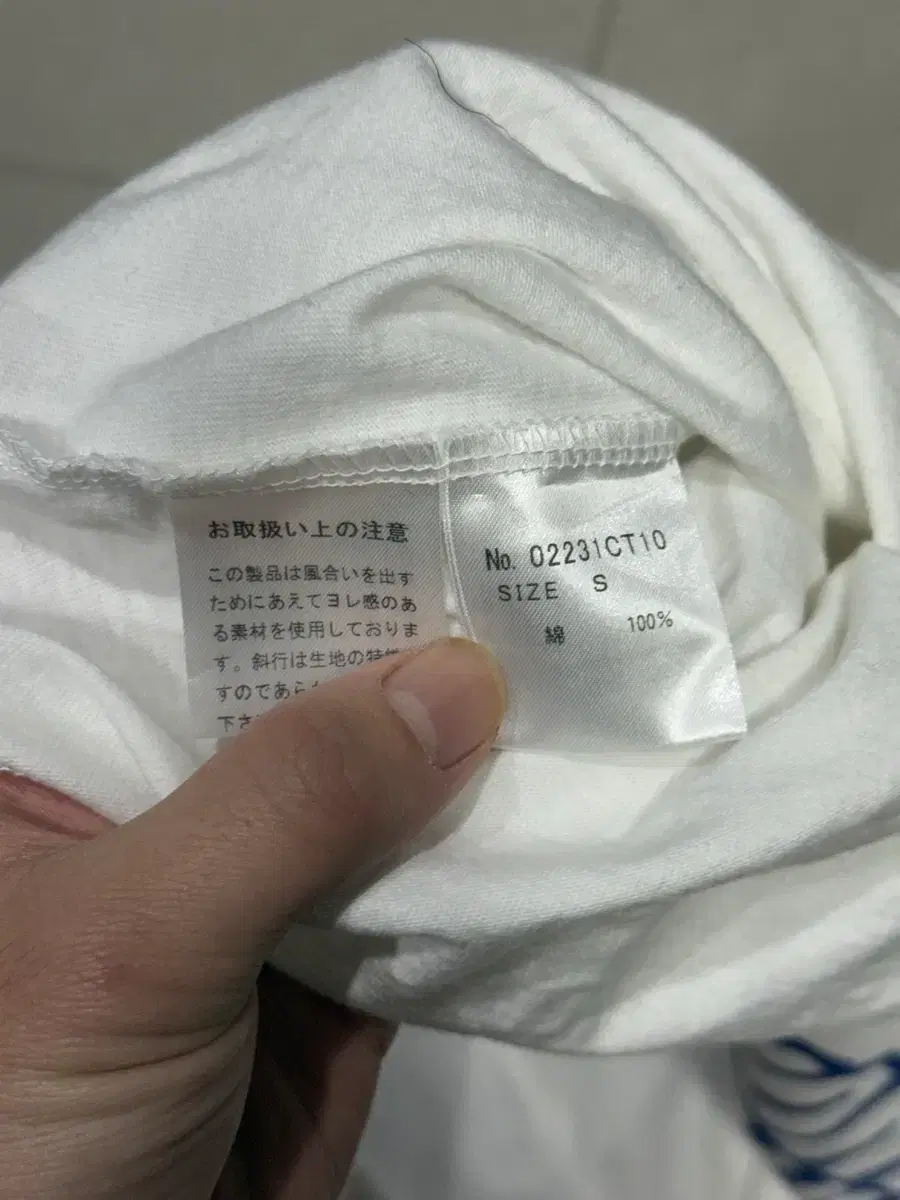 お取扱い上の注意
この製品は風合いを出す
ためにあえてヨレ感のあ
る素材を使用しておりま
す。斜行は生地の特
すのであら
下さ
No. 02231CT10
SIZE S
綿 100%